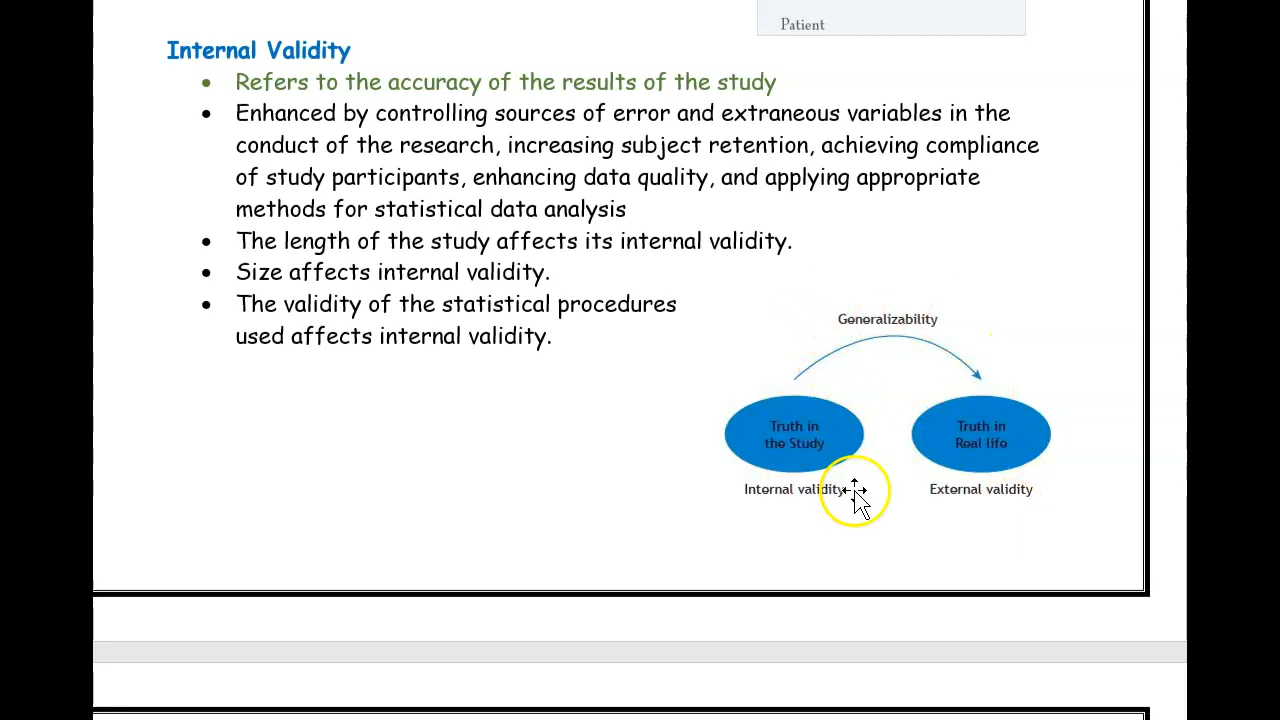 Patient
Internal Validity
• Refers to the accuracy of the results of the study
• Enhanced by controlling sources of error and extraneous variables in the
conduct of the research, increasing subject retention, achieving compliance
of study participants, enhancing data quality, and applying appropriate
methods for statistical data analysis
• The length of the study affects its internal validity.
• Size affects internal validity.
• The validity of the statistical procedures
used affects internal validity.
Generalizability
Truth in
the Study
Truth in
Real life
Internal validity
External validity